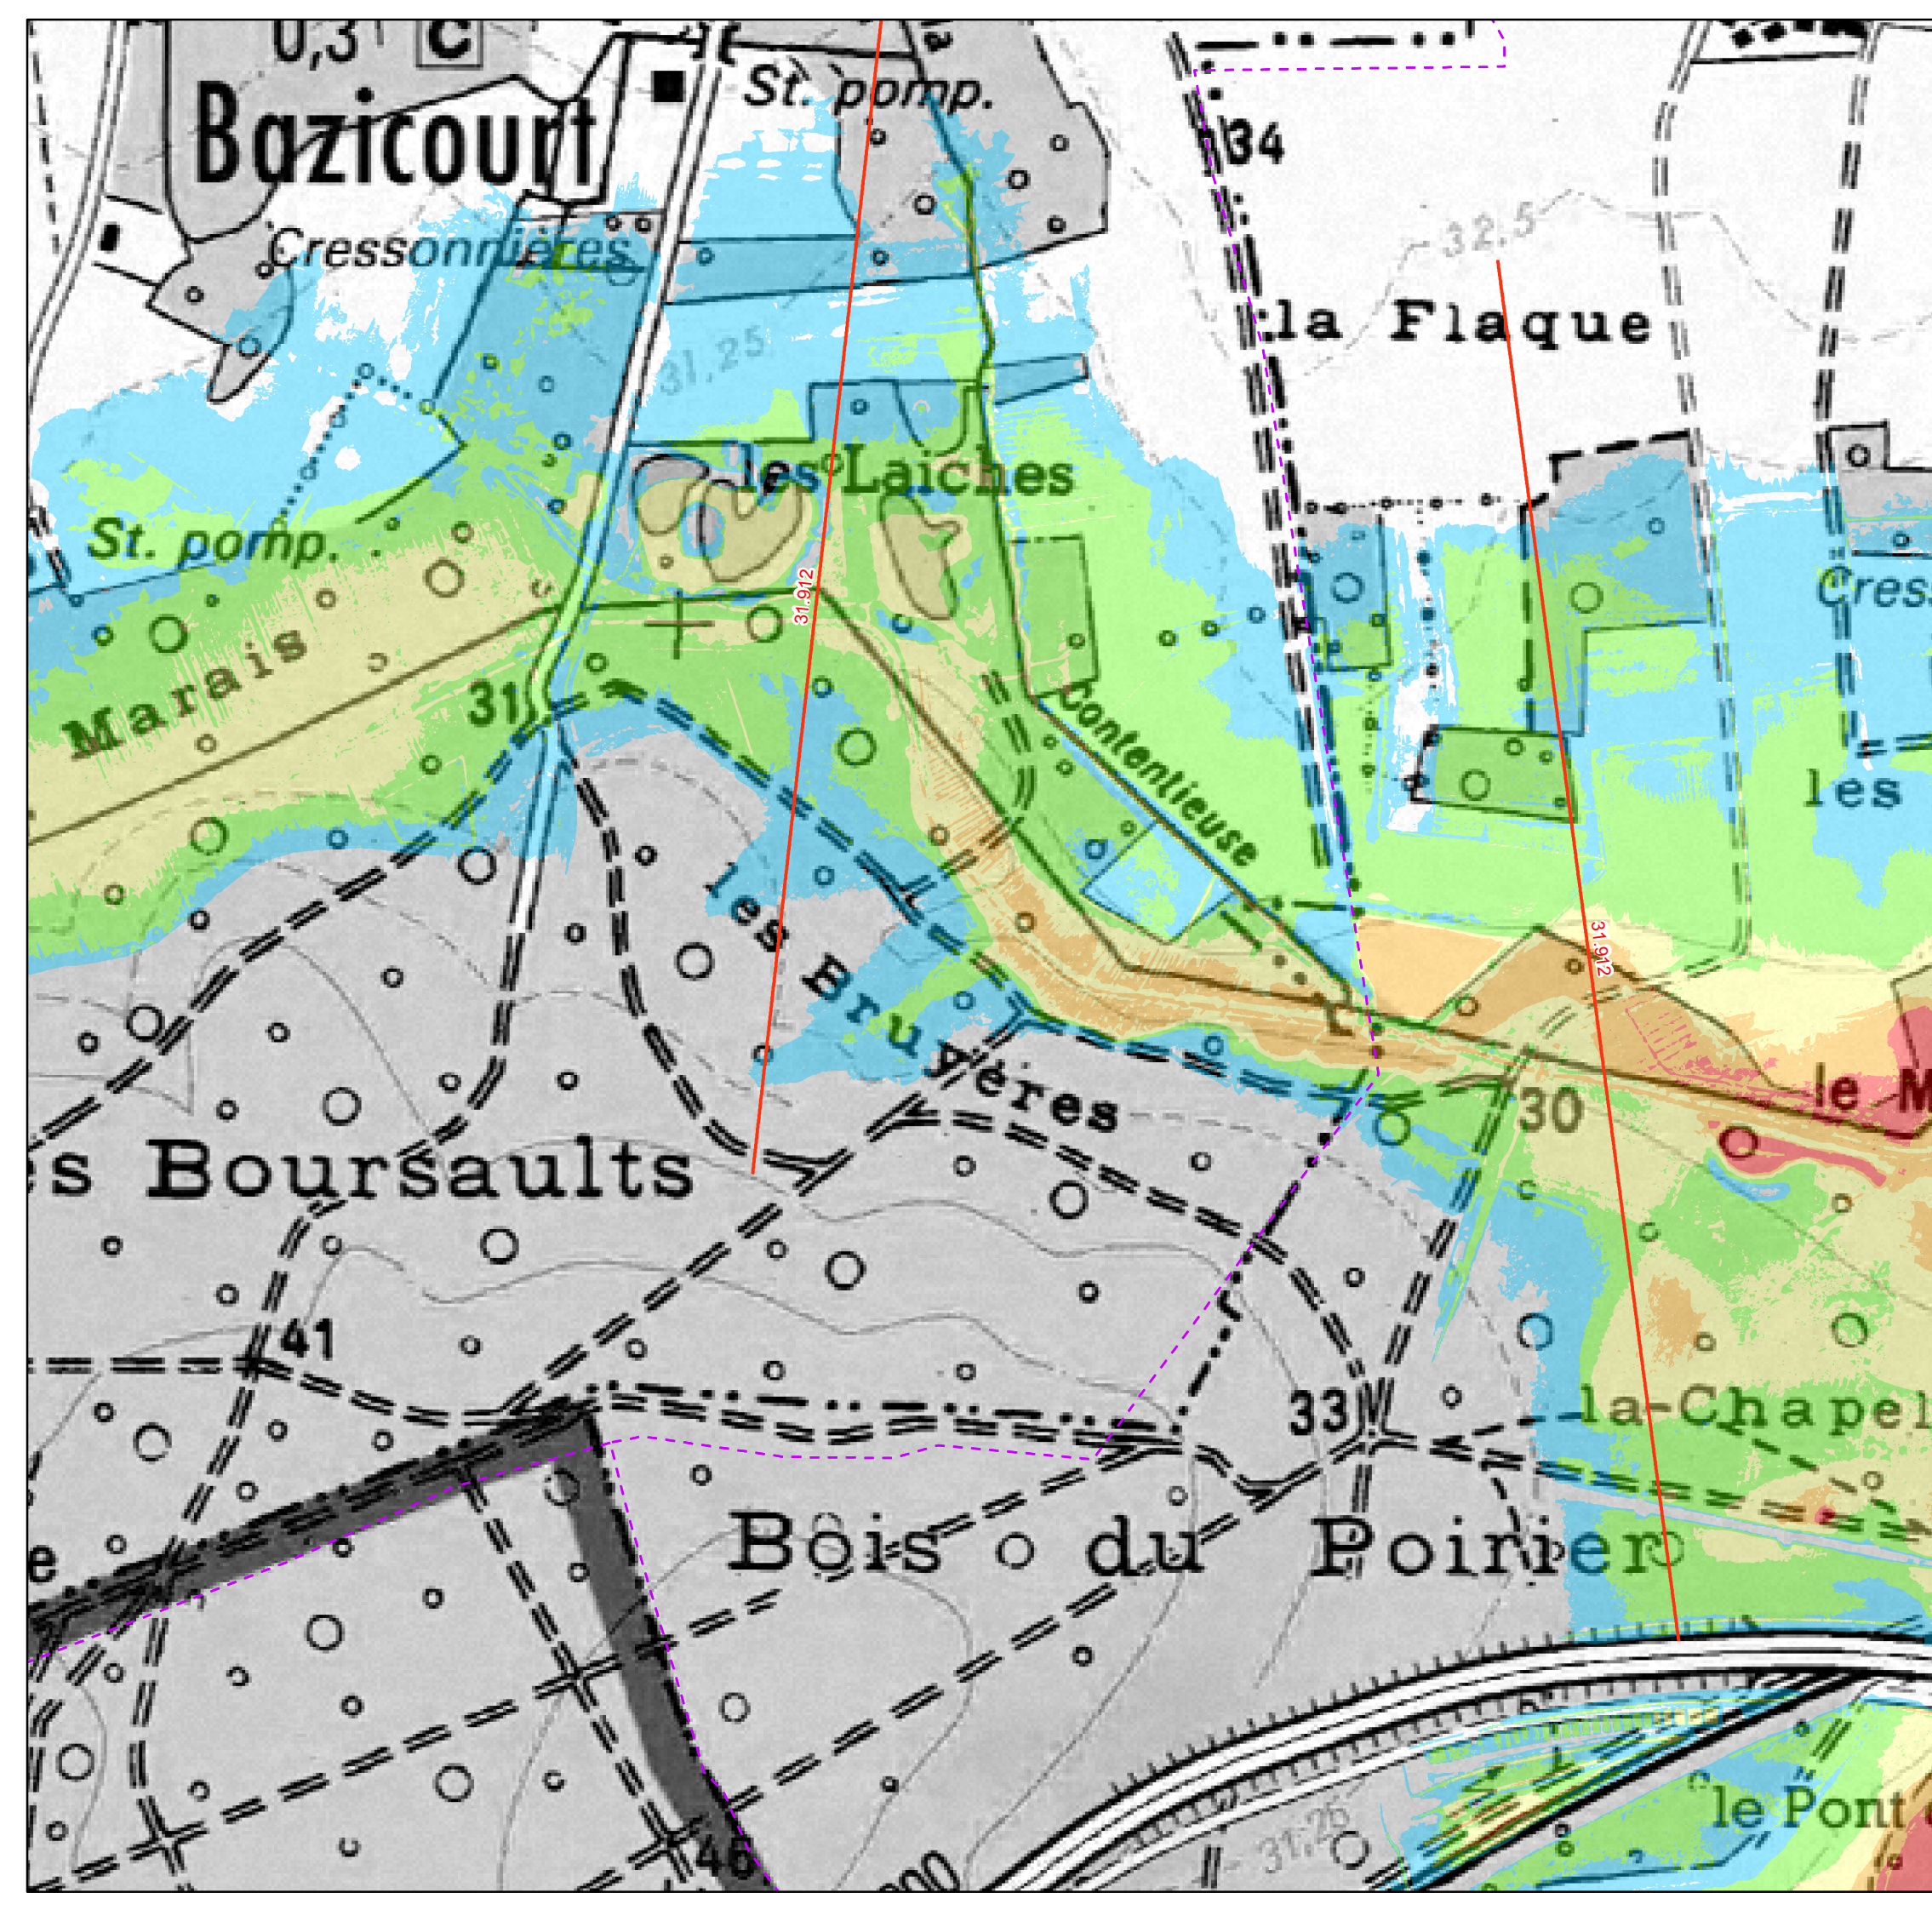 0,3
C
Bazicourt
St. pomp.
34
Cressonnières
32,5
la Flaque
31,25
les Laiches
St. pomp.
31.912
Marais
31
Contentieuse
les
les Bruyères
31.912
30
le M
es Boursaults
41
33
la-Chapel
Bois du Poirier
e
le Pont
31,25
46